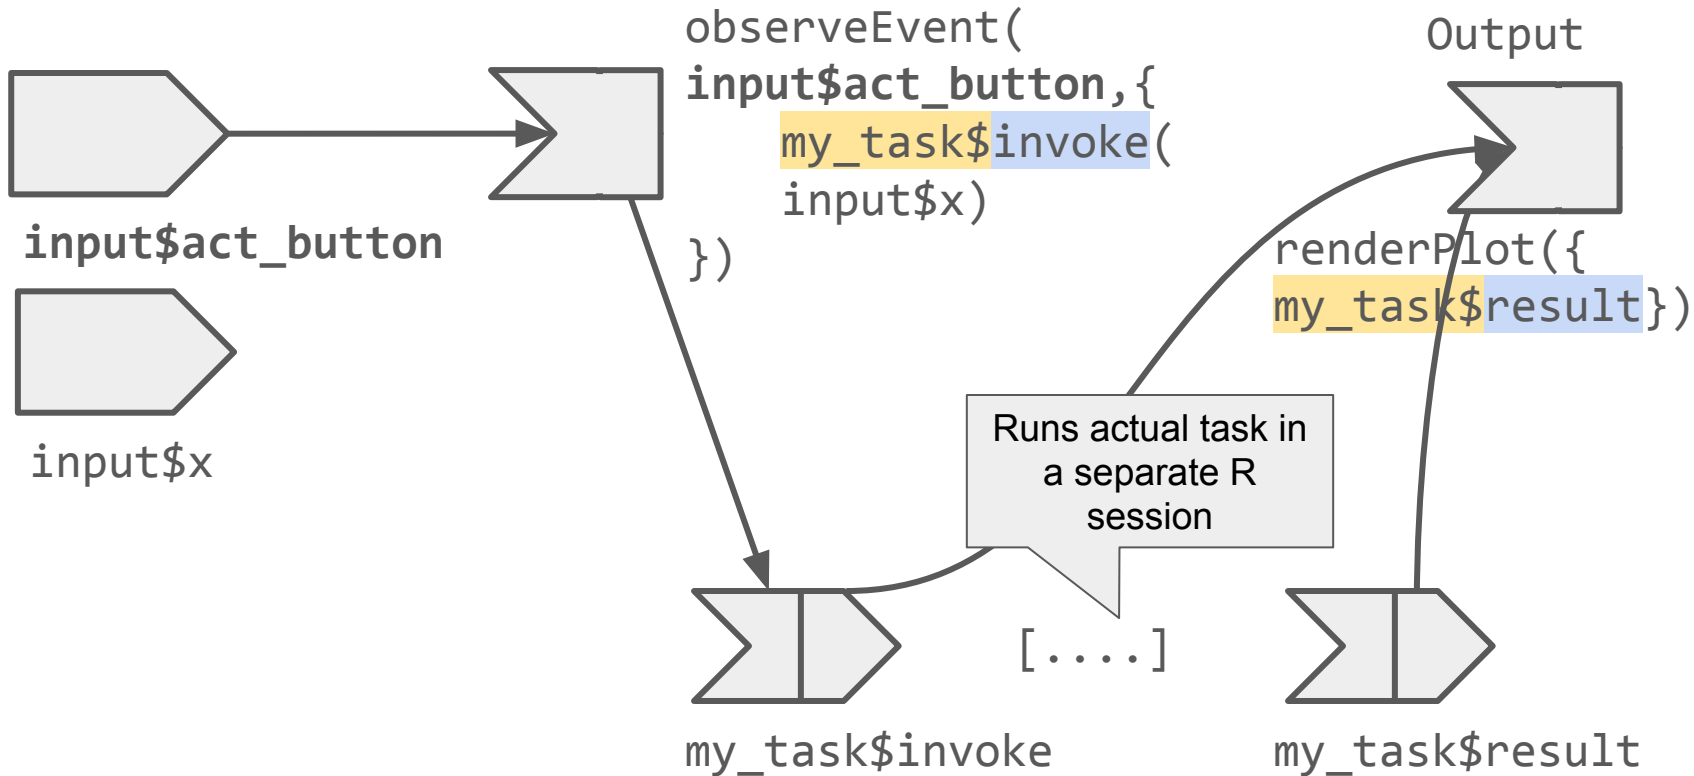 observeEvent(
input$act_button,{
my_task$invoke(
input$x)
})
Output
renderPlot({
my_task$result})
input$act_button
input$x
Runs actual task in
a separate R
session
[....]
my_task$invoke
my_task$result